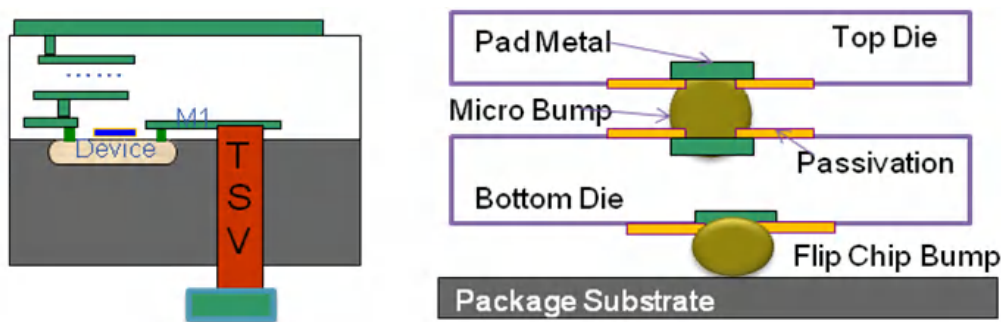 ......
M1
Device
T
S
V
Pad Metal
Top Die
Micro Bump
Passivation
Bottom Die
Flip Chip Bump
Package Substrate